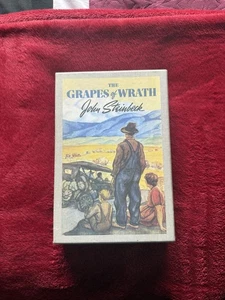 THE
GRAPES of WRATH
John Steinbeck